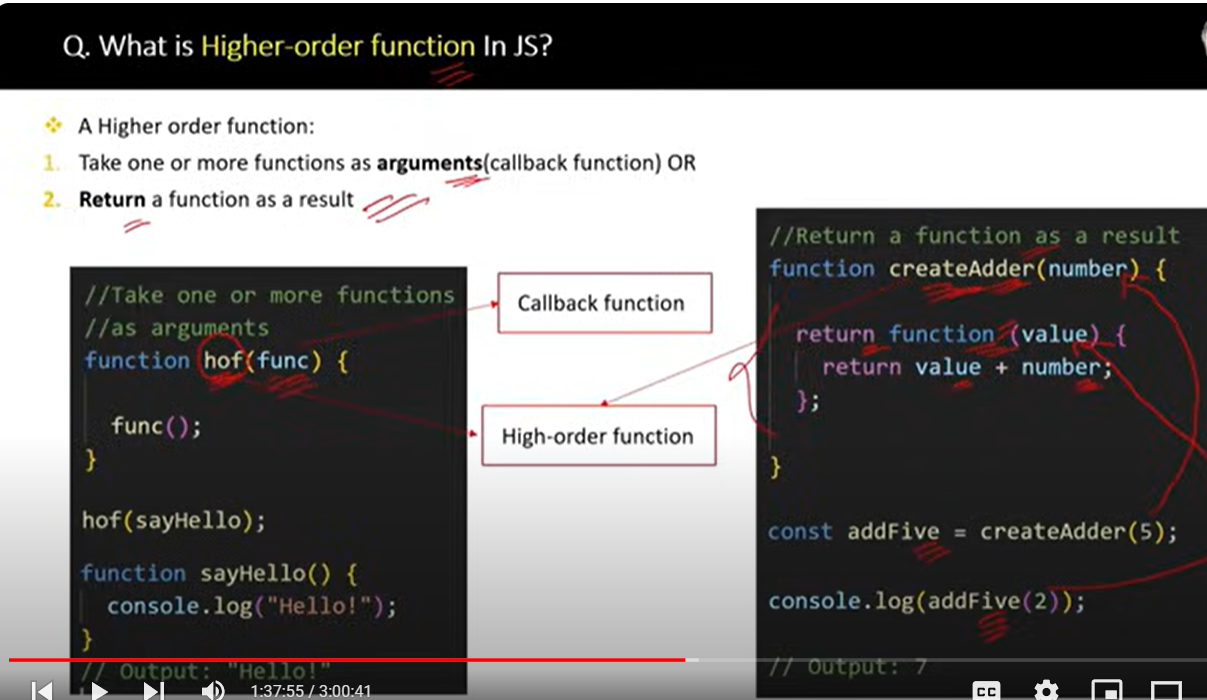 Q. What is Higher-order function In JS?
❖ A Higher order function:
1. Take one or more functions as arguments(callback function) OR
2. Return a function as a result
//Take one or more functions
//as arguments
function hof(func) {
func();
}
hof(sayHello);
function sayHello() {
console.log("Hello!");
}
// Output: "Hello!"
Callback function
High-order function
//Return a function as a result
function createAdder(number) {
return function (value) {
return value + number;
};
}
const addFive = createAdder(5);
console.log(addFive(2));
// Output: 7
1:37:55 / 3:00:41
CC